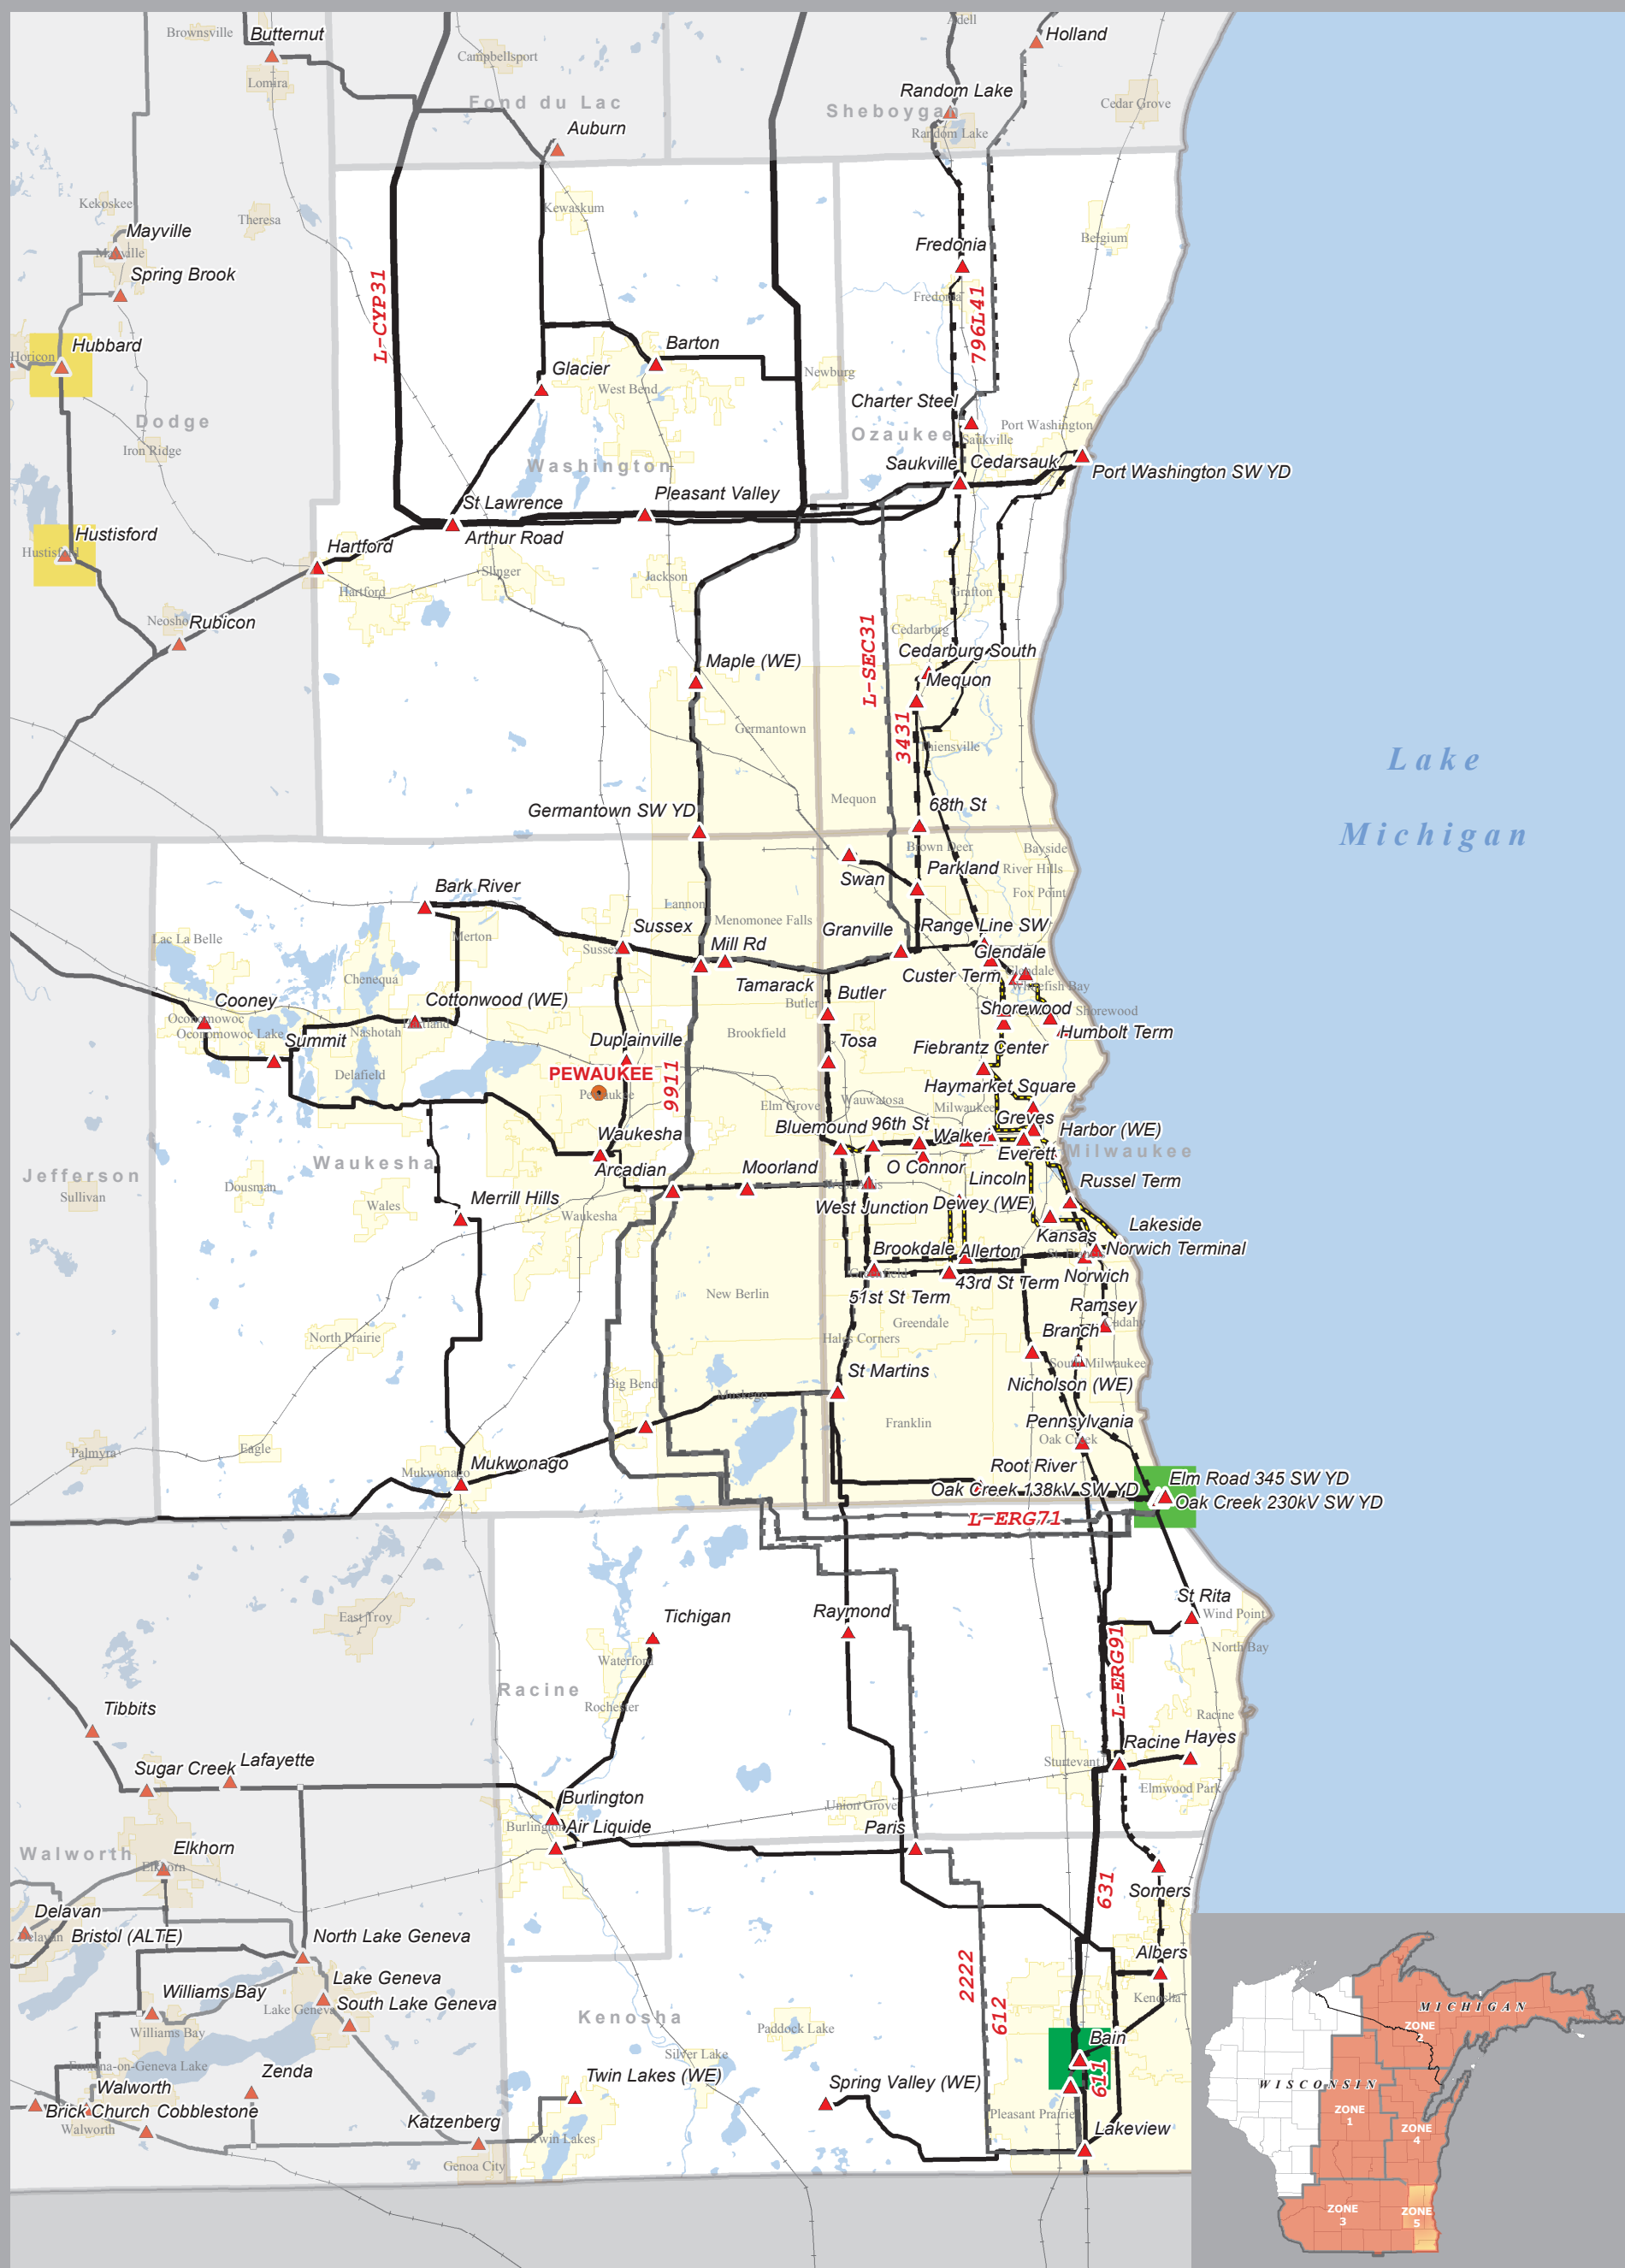 Adell
Holland
Brownsville
Butternut
Campbellsport
Lomira
Random Lake
Fond du Lac
Sheboygan
Cedar Grove
Auburn
Random Lake
Kekoskee
Theresa
Kewaskum
Mayville
Mayville
Fredonia
Belgium
Spring Brook
L-CYP31
Fredonia
796L41
Hubbard
Horicon
Barton
Glacier
West Bend
Newburg
Charter Steel
Dodge
Iron Ridge
Ozaukee
Saukville
Port Washington
Washington
Saukville
Cedarsauk
Port Washington SW YD
St Lawrence
Pleasant Valley
Hustisford
Hustisford
Arthur Road
Hartford
Slinger
Jackson
Hartford
Grafton
Neosho
Rubicon
Cedarburg
L-SEC31
Cedarburg South
Maple (WE)
Mequon
Germantown
3431
Thiensville
Lake
Michigan
Mequon
68th St
Germantown SW YD
Brown Deer
Bayside
Swan
Parkland
River Hills
Bark River
Fox Point
Lannon
Menomonee Falls
Sussex
Granville
Range Line SW
Merton
Lac La Belle
Sussex
Mill Rd
Glendale
Chenequa
Custer Term
Glendale
Whitefish Bay
Tamarack
Butler
Cooney
Cottonwood (WE)
Butler
Shorewood
Shorewood
Oconomowoc
Hartland
Humbolt Term
Oconomowoc Lake
Nashotah
Brookfield
Summit
Duplainville
Tosa
Fiebrantz Center
Delafield
PEWAUKEE
Pewaukee
9911
Haymarket Square
Elm Grove
Wauwatosa
Milwaukee
Greves
Waukesha
Bluemound
96th St
Walker
Harbor (WE)
Everett
Milwaukee
Waukesha
Arcadian
Moorland
O Connor
Lincoln
Jefferson
Sullivan
Dousman
West Allis
Russel Term
Wales
Merrill Hills
Waukesha
West Junction
Dewey (WE)
Lakeside
Kansas
Brookdale
Allerton
St. Francis
Norwich Terminal
Greenfield
43rd St Term
Norwich
New Berlin
51st St Term
Ramsey
Greendale
Cudahy
North Prairie
Hales Corners
Branch
South Milwaukee
St Martins
Big Bend
Muskego
Nicholson (WE)
Franklin
Pennsylvania
Palmyra
Eagle
Oak Creek
Mukwonago
Mukwonago
Root River
Elm Road 345 SW YD
Oak Creek 138kV SW YD
Oak Creek 230kV SW YD
L-ERG71
St Rita
East Troy
Tichigan
Raymond
Wind Point
North Bay
Waterford
L-ERG91
Racine
Tibbits
Rochester
Racine
Racine
Hayes
Sugar Creek
Lafayette
Sturtevant
Elmwood Park
Burlington
Union Grove
Burlington
Air Liquide
Paris
Walworth
Elkhorn
Elkhorn
631
Somers
Delavan
Delavan
Bristol (ALTE)
North Lake Geneva
Albers
2222
Lake Geneva
Williams Bay
Kenosha
South Lake Geneva
Lake Geneva
Kenosha
612
Williams Bay
Paddock Lake
Bain
Silver Lake
Fontana-on-Geneva Lake
Zenda
Twin Lakes (WE)
611
Walworth
Spring Valley (WE)
Brick Church
Cobblestone
Pleasant Prairie
Walworth
Katzenberg
Lakeview
Twin Lakes
Genoa City
MICHIGAN
ZONE
2
WISCONSIN
ZONE
1
ZONE
4
ZONE
3
ZONE
5